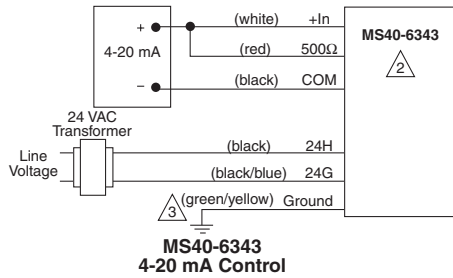 (white) +In
MS40-6343
+
4-20 mA
(red) 500Ω
2
−
(black) COM
24 VAC
Transformer
(black) 24H
Line
Voltage
(black/blue) 24G
3
(green/yellow) Ground
MS40-6343
4-20 mA Control